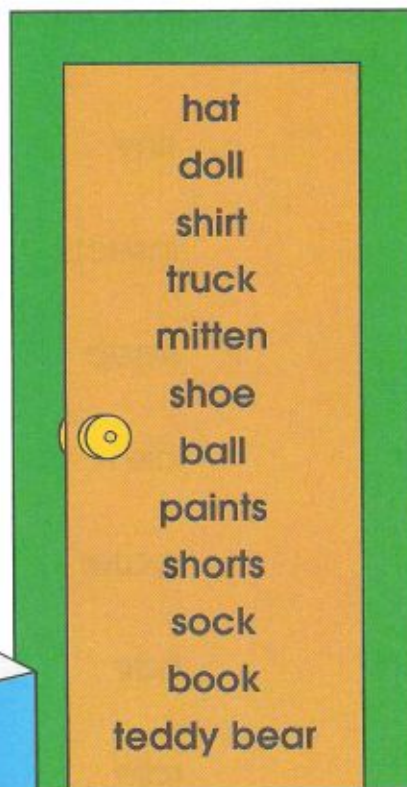 hat
doll
shirt
truck
mitten
shoe
ball
paints
shorts
sock
book
teddy bear